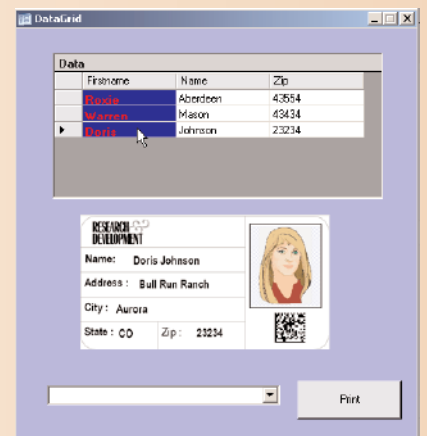 DataGrid
Data
Firstname Name Zip
Roxie Aberdeen 43554
Warren Mason 43434
Doris Johnson 23234
RESEARCH
DEVELOPMENT
Name: Doris Johnson
Address : Bull Run Ranch
City : Aurora
State : CO Zip : 23234
Print